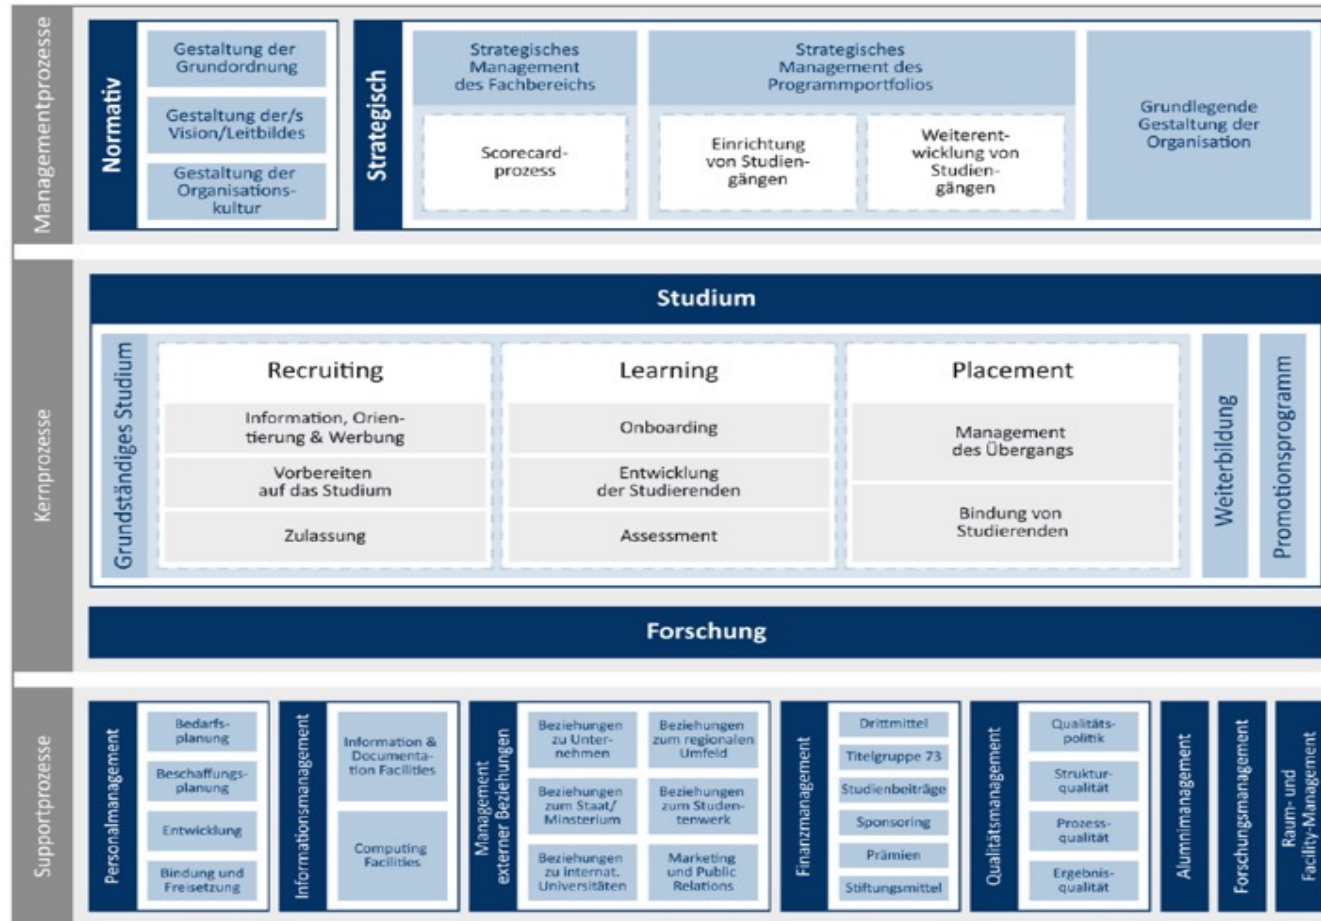 Managementprozesse
Normativ
Gestaltung der
Grundordnung
Gestaltung der/s
Vision/Leitbildes
Gestaltung der
Organisations-
kultur
Strategisch
Strategisches
Management
des Fachbereichs
Scorecard-
prozess
Strategisches
Management des
Programmportfolios
Einrichtung
von Studien-
gängen
Weiterent-
wicklung von
Studien-
gängen
Grundlegende
Gestaltung der
Organisation
Kernprozesse
Studium
Grundständiges Studium
Recruiting
Information, Orien-
tierung & Werbung
Vorbereiten
auf das Studium
Zulassung
Learning
Onboarding
Entwicklung
der Studierenden
Assessment
Placement
Management
des Übergangs
Bindung von
Studierenden
Weiterbildung
Promotionsprogramm
Forschung
Supportprozesse
Personalmanagement
Bedarfs-
planung
Beschaffungs-
planung
Entwicklung
Bindung und
Freisetzung
Informationsmanagement
Information &
Documenta-
tion Facilities
Computing
Facilities
Management
externer Beziehungen
Beziehungen
zu Unter-
nehmen
Beziehungen
zum regionalen
Umfeld
Beziehungen
zum Staat/
Minsterium
Beziehungen
zum Studen-
tenwerk
Beziehungen
zu internat.
Universitäten
Marketing
und Public
Relations
Finanzmanagement
Drittmittel
Titelgruppe 73
Studienbeiträge
Sponsoring
Prämien
Stiftungsmittel
Qualitätsmanagement
Qualitäts-
politik
Struktur-
qualität
Prozess-
qualität
Ergebnis-
qualität
Alumnimanagement
Forschungsmanagement
Raum- und
Facility-Management